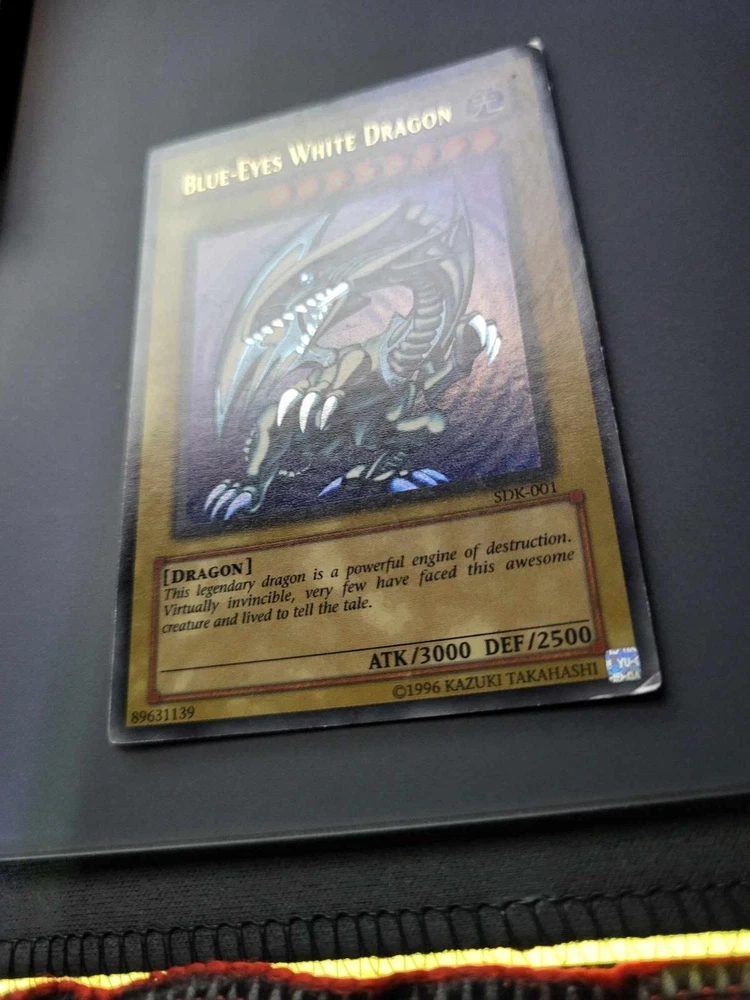 BLUE-EYES WHITE DRAGON
光
SDK-001
[DRAGON]
This legendary dragon is a powerful engine of destruction.
Virtually invincible, very few have faced this awesome
creature and lived to tell the tale.
ATK/3000 DEF/2500
89631139
©1996 KAZUKI TAKAHASHI